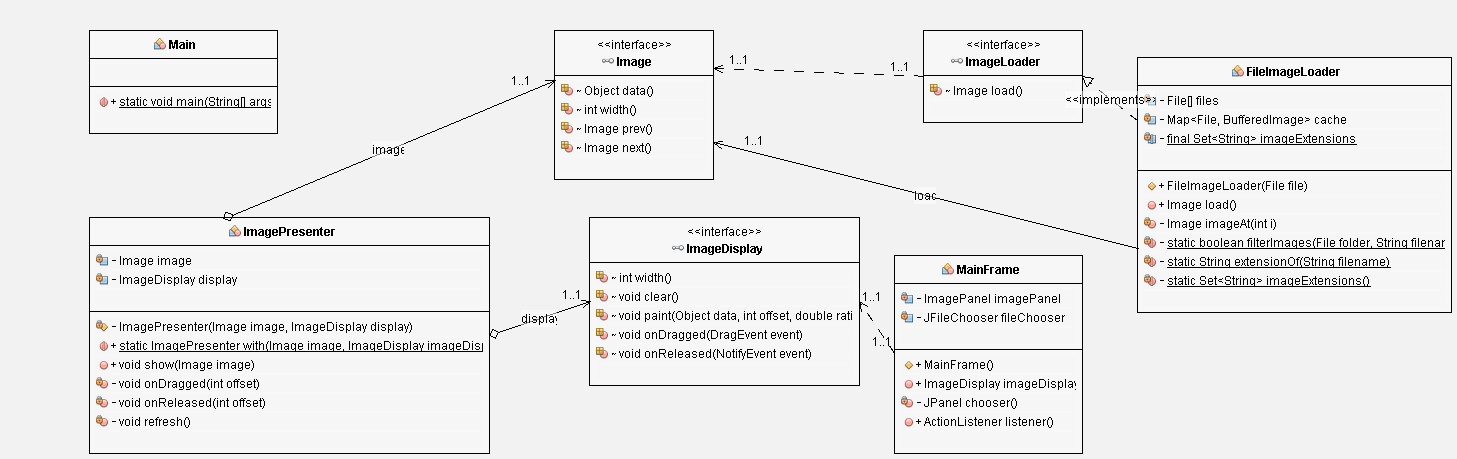 Main
+ static void main(String[] args
<<interface>>
Image
~ Object data()
~ int width()
~ Image prev()
~ Image next()
<<interface>>
ImageLoader
~ Image load()
FileImageLoader
- File[] files
- Map<File, BufferedImage> cache
- final Set<String> imageExtensions
+ FileImageLoader(File file)
+ Image load()
- Image imageAt(int i)
- static boolean filterImages(File folder, String filenar
- static String extensionOf(String filename)
- static Set<String> imageExtensions()
1..1
1..1
<<implements>>
1..1
1..1
image
load
ImagePresenter
- Image image
- ImageDisplay display
- ImagePresenter(Image image, ImageDisplay display)
+ static ImagePresenter with(Image image, ImageDisplay imageDisp
+ void show(Image image)
- void onDragged(int offset)
- void onReleased(int offset)
- void refresh()
1..1
display
<<interface>>
ImageDisplay
~ int width()
~ void clear()
~ void paint(Object data, int offset, double rati
~ void onDragged(DragEvent event)
~ void onReleased(NotifyEvent event)
1..1
1..1
MainFrame
- ImagePanel imagePanel
- JFileChooser fileChooser
+ MainFrame()
+ ImageDisplay imageDisplay
- JPanel chooser()
+ ActionListener listener()